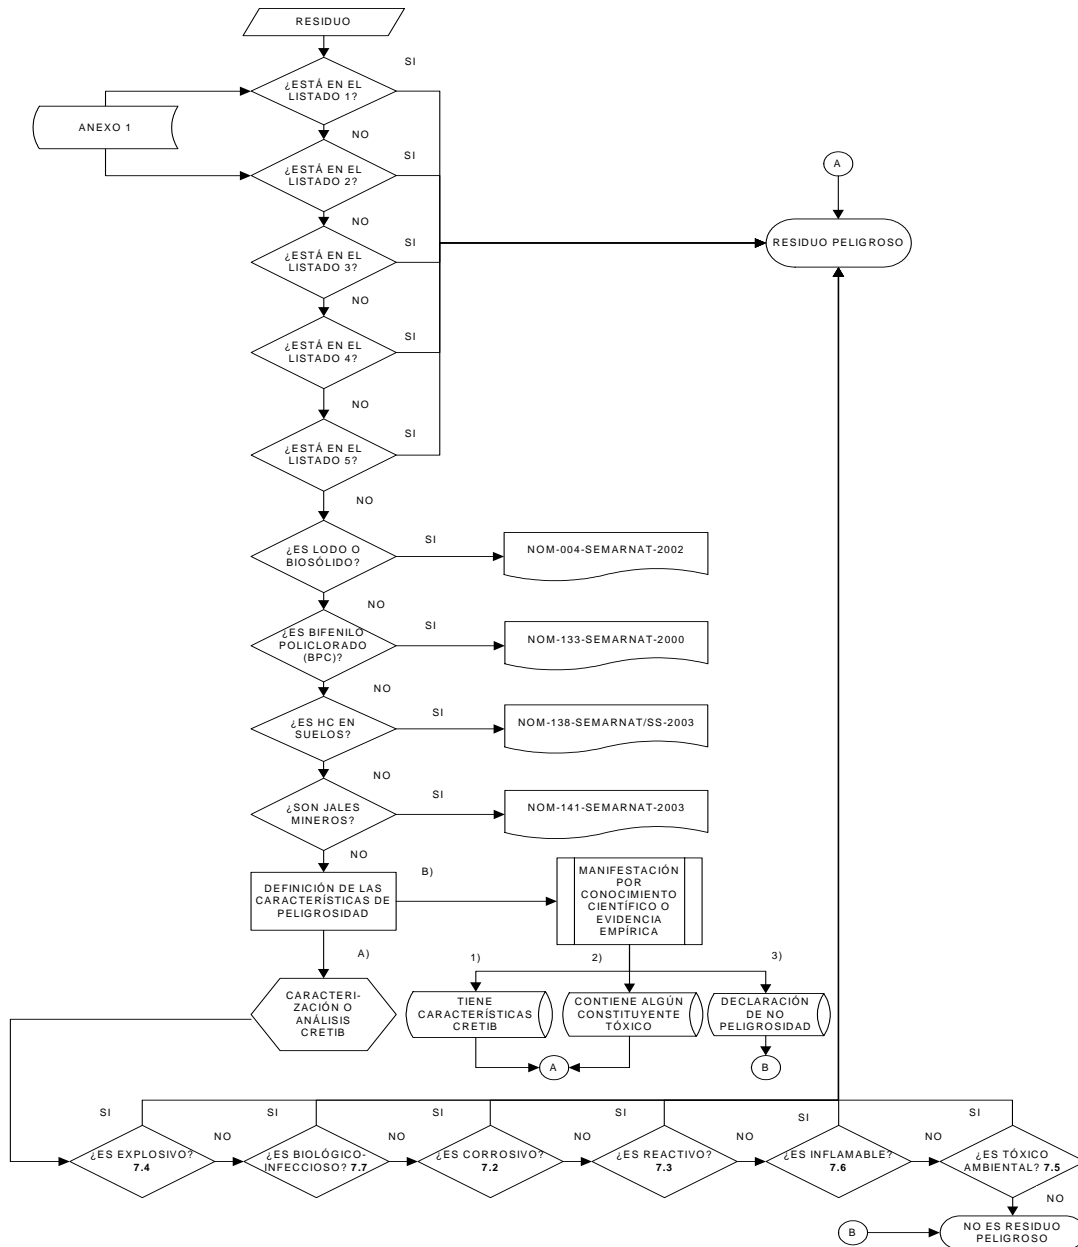 RESIDUO
SI
¿ESTÁ EN EL
LISTADO 1?
ANEXO 1
NO
SI
¿ESTÁ EN EL
LISTADO 2?
A
NO
SI
RESIDUO PELIGROSO
¿ESTÁ EN EL
LISTADO 3?
NO
SI
¿ESTÁ EN EL
LISTADO 4?
NO
SI
¿ESTÁ EN EL
LISTADO 5?
NO
SI
¿ES LODO O
BIOSÓLIDO?
NOM-004-SEMARNAT-2002
NO
SI
¿ES BIFENILO
POLICLORADO
(BPC)?
NOM-133-SEMARNAT-2000
NO
SI
¿ES HC EN
SUELOS?
NOM-138-SEMARNAT/SS-2003
NO
SI
¿SON JALES
MINEROS?
NOM-141-SEMARNAT-2003
NO
B)
DEFINICIÓN DE LAS
CARACTERÍSTICAS DE
PELIGROSIDAD
MANIFESTACIÓN
POR
CONOCIMIENTO
CIENTÍFICO O
EVIDENCIA
EMPÍRICA
A)
1)
2)
3)
CARACTERI-
ZACIÓN O
ANÁLISIS
CRETIB
TIENE
CARACTERÍSTICAS
CRETIB
CONTIENE ALGÚN
CONSTITUYENTE
TÓXICO
DECLARACIÓN
DE NO
PELIGROSIDAD
A
B
SI
SI
SI
SI
SI
SI
NO
NO
NO
NO
NO
¿ES EXPLOSIVO?
7.4
¿ES BIOLÓGICO-
INFECCIOSO? 7.7
¿ES CORROSIVO?
7.2
¿ES REACTIVO?
7.3
¿ES INFLAMABLE?
7.6
¿ES TÓXICO
AMBIENTAL? 7.5
NO
B
NO ES RESIDUO
PELIGROSO